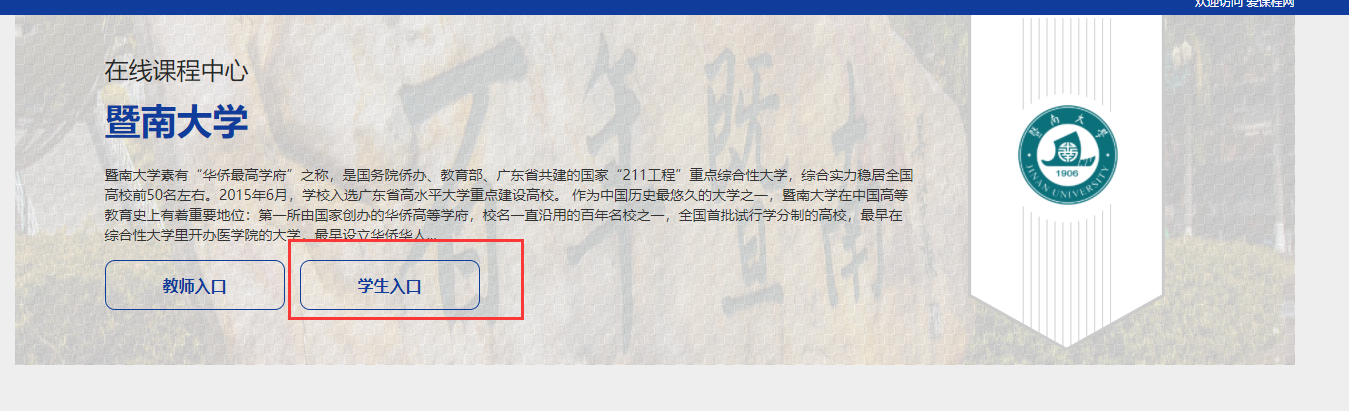 欢迎访问 爱课程网
在线课程中心
暨南大学
暨南大学素有“华侨最高学府”之称，是国务院侨办、教育部、广东省共建的国家“211工程”重点综合性大学，综合实力稳居全国
高校前50名左右。2015年6月，学校入选广东省高水平大学重点建设高校。 作为中国历史最悠久的大学之一，暨南大学在中国高等
教育史上有着重要地位：第一所由国家创办的华侨高等学府，校名一直沿用的百年名校之一，全国首批试行学分制的高校，最早在
综合性大学里开办医学院的大学，最早设立华侨华人...
教师入口
学生入口
百年暨南
暨南大學
1906
JINAN UNIVERSITY